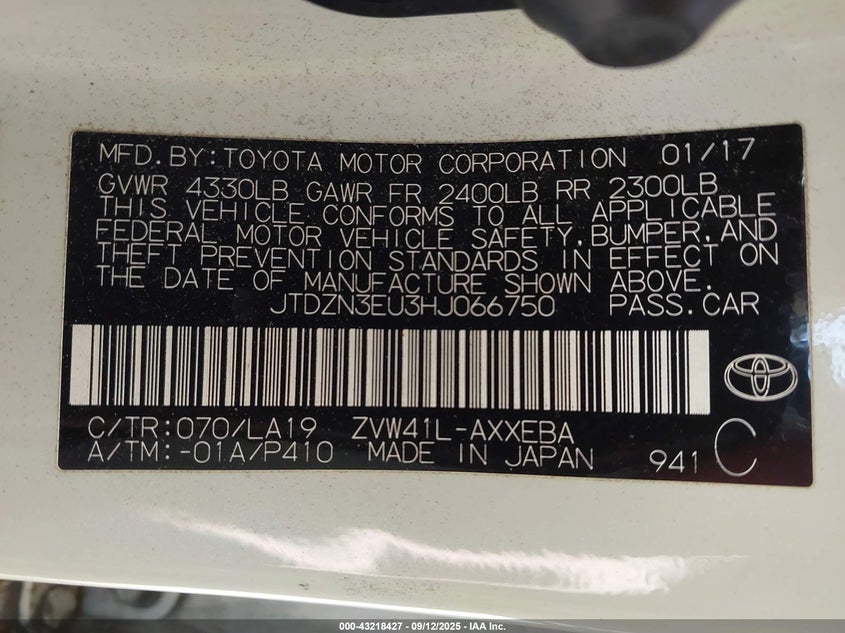 MFD.BY:TOYOTA MOTOR CORPORATION 01/17
GVWR 4330LB GAWR FR 2400LB RR 2300LB
THIS VEHICLE CONFORMS TO ALL APPLICABLE
FEDERAL MOTOR VEHICLE SAFETY,BUMPER,AND
THEFT PREVENTION STANDARDS IN EFFECT ON
THE DATE OF MANUFACTURE SHOWN ABOVE.
JTDZN3EU3HJ066750 PASS.CAR
C/TR:070/LA19 ZVW41L-AXXEBA
A/TM:-01A/P410 MADE IN JAPAN 941 C
000-43218427 - 09/12/2025 - IAA Inc.